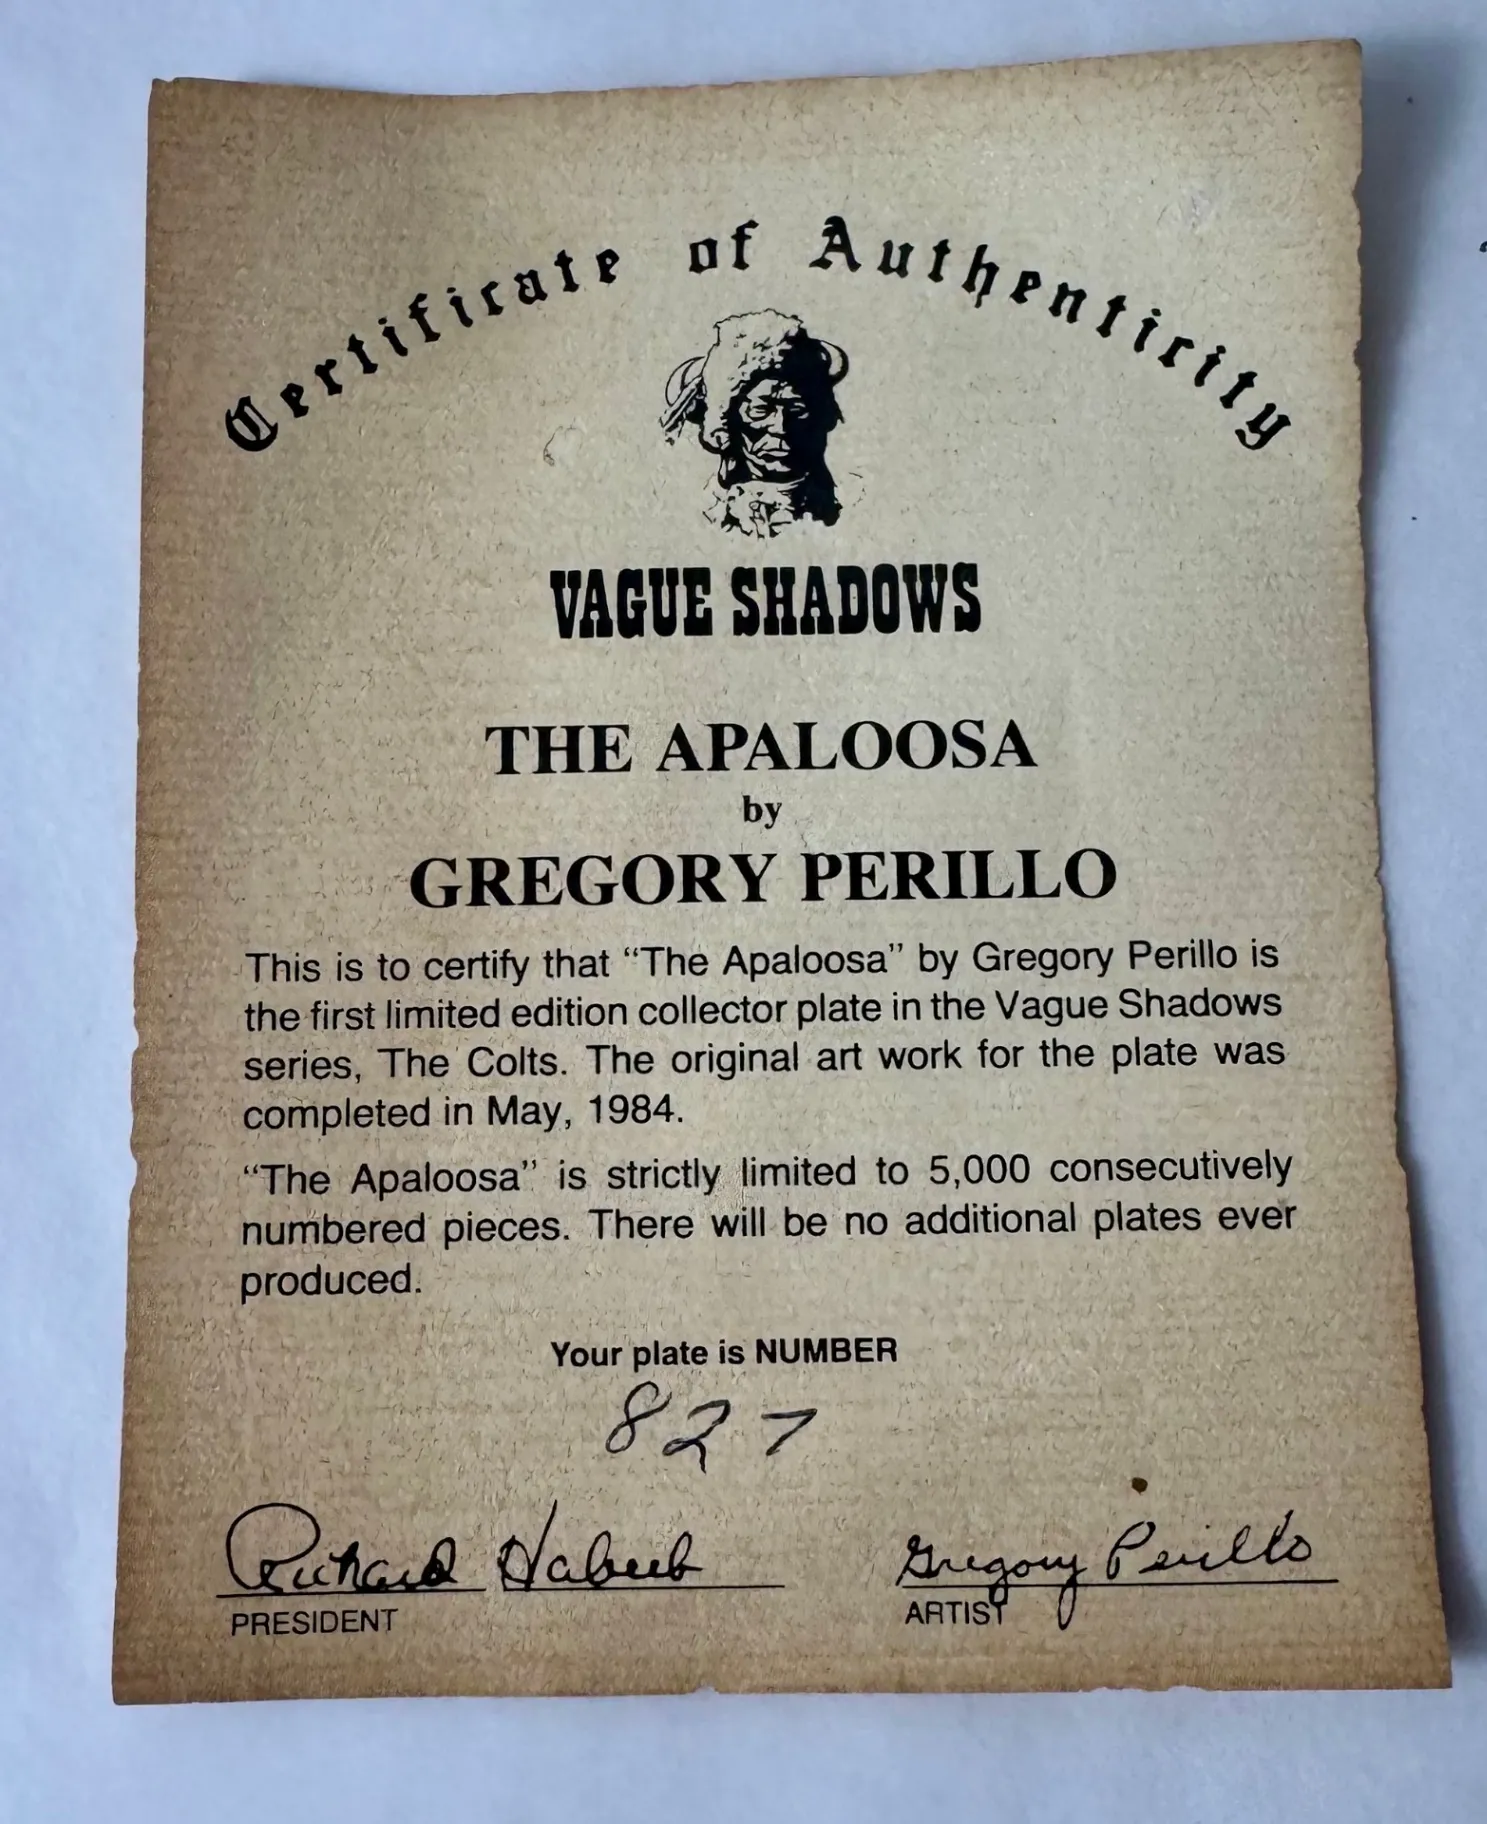 Certificate of Authenticity
VAGUE SHADOWS
THE APALOOSA
by
GREGORY PERILLO
This is to certify that “The Apaloosa” by Gregory Perillo is
the first limited edition collector plate in the Vague Shadows
series, The Colts. The original art work for the plate was
completed in May, 1984.
“The Apaloosa” is strictly limited to 5,000 consecutively
numbered pieces. There will be no additional plates ever
produced.
Your plate is NUMBER
827
Richard Habeeb Gregory Perillo
PRESIDENT ARTIST